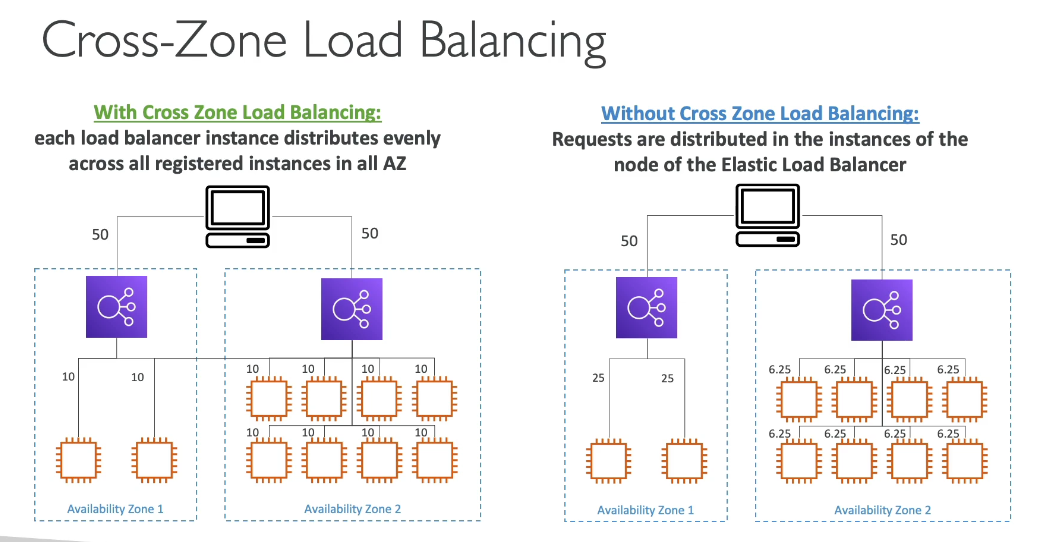 Cross-Zone Load Balancing
With Cross Zone Load Balancing:
each load balancer instance distributes evenly
across all registered instances in all AZ
50
50
10
10
10
10
10
10
10
10
10
10
Availability Zone 1
Availability Zone 2
Without Cross Zone Load Balancing:
Requests are distributed in the instances of the
node of the Elastic Load Balancer
50
50
25
25
6.25
6.25
6.25
6.25
6.25
6.25
6.25
6.25
Availability Zone 1
Availability Zone 2